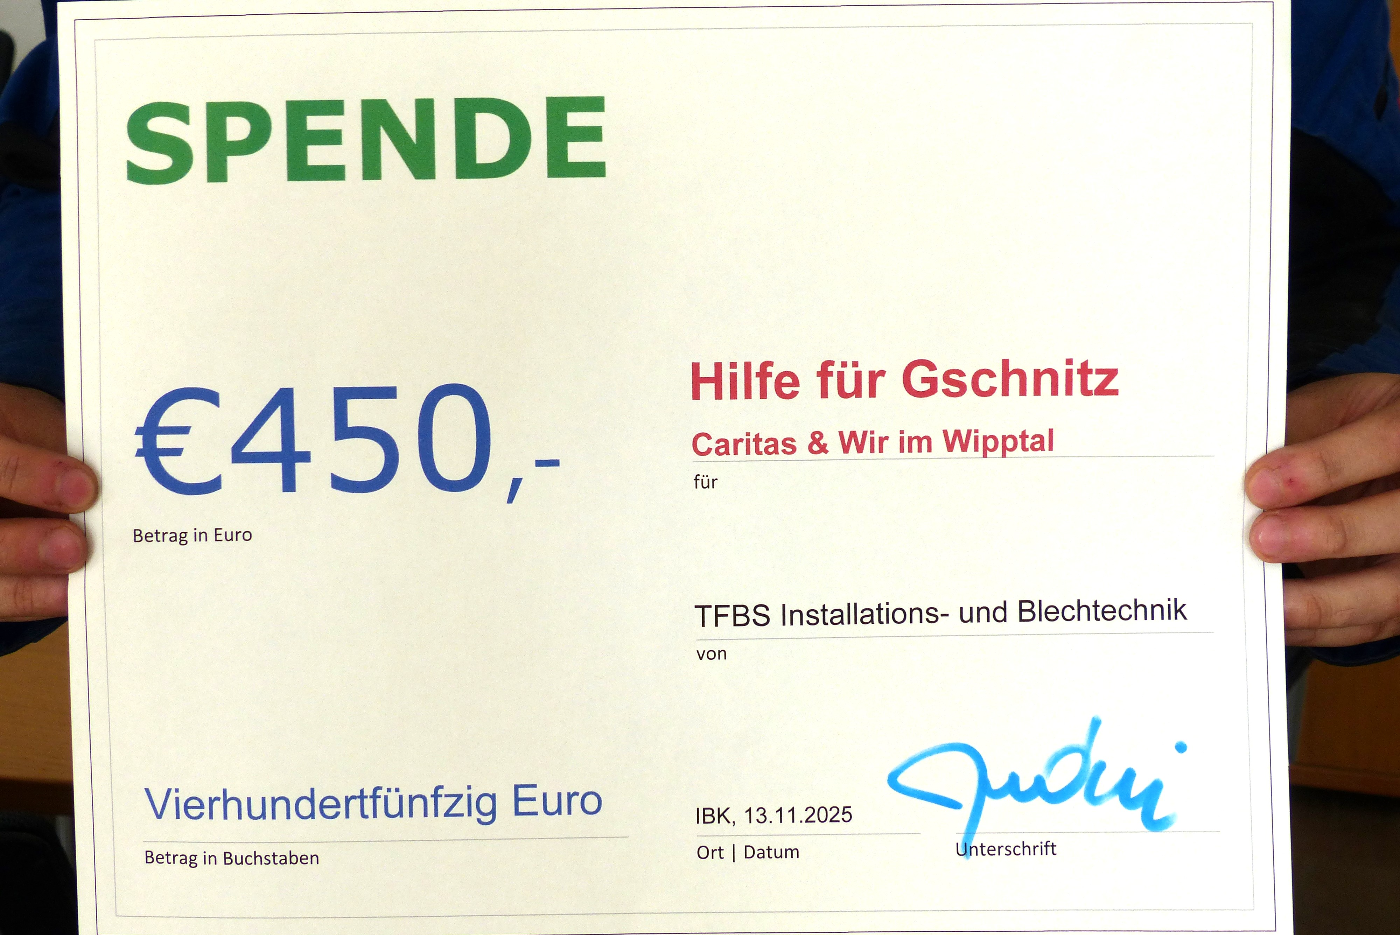 SPENDE
€450,-
Betrag in Euro
Hilfe für Gschnitz
Caritas & Wir im Wipptal
für
TFBS Installations- und Blechtechnik
von
Vierhundertfünfzig Euro
Betrag in Buchstaben
IBK, 13.11.2025
Ort | Datum
Unterschrift